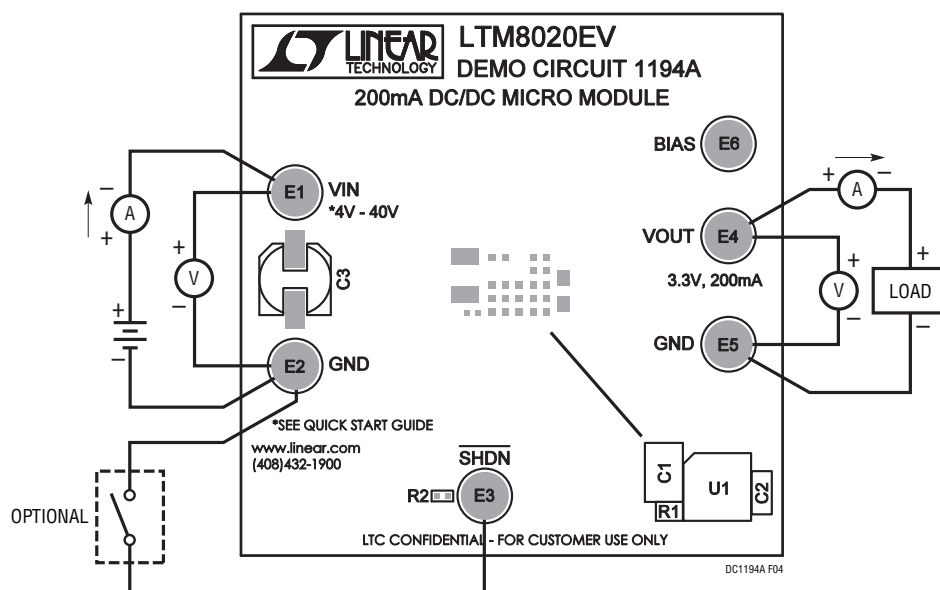 LINEAR
TECHNOLOGY
LTM8020EV
DEMO CIRCUIT 1194A
200mA DC/DC MICRO MODULE
BIAS E6
E1 VIN
*4V - 40V
VOUT E4
3.3V, 200mA
GND E5
+ A −
+ V −
LOAD
+
−
− A +
+ V −
+
−
C3
E2 GND
*SEE QUICK START GUIDE
www.linear.com
(408)432-1900
SHDN
R2 E3
C1
R1
U1
C2
OPTIONAL
LTC CONFIDENTIAL - FOR CUSTOMER USE ONLY
DC1194A F04